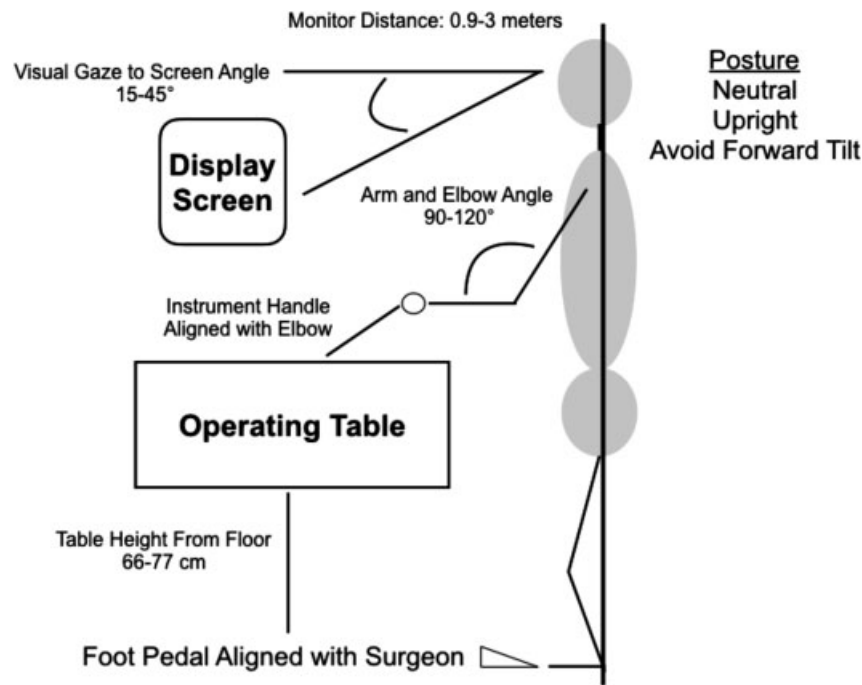 Monitor Distance: 0.9-3 meters
Visual Gaze to Screen Angle
15-45°
Posture
Neutral
Upright
Avoid Forward Tilt
Display
Screen
Arm and Elbow Angle
90-120°
Instrument Handle
Aligned with Elbow
Operating Table
Table Height From Floor
66-77 cm
Foot Pedal Aligned with Surgeon